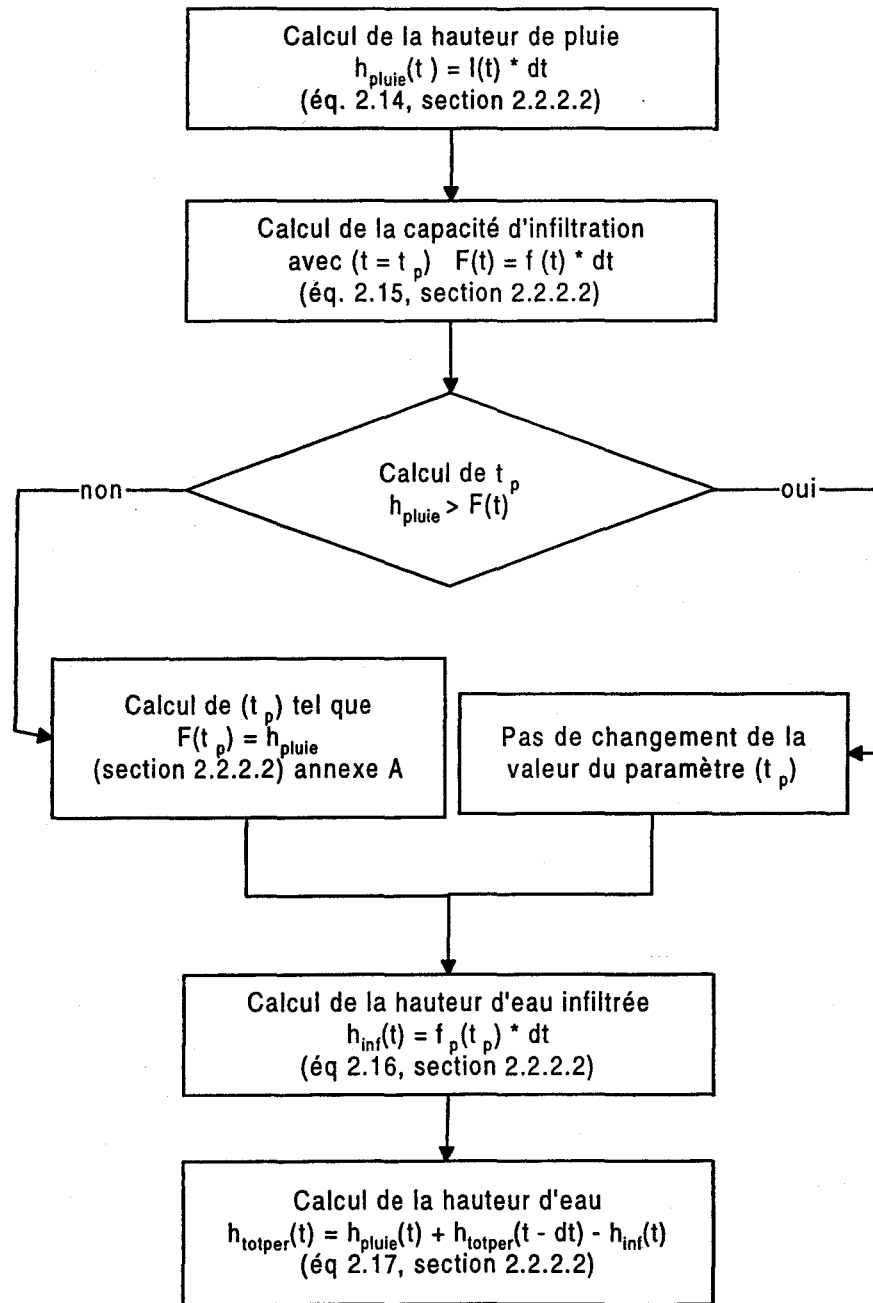 Calcul de la hauteur de pluie
h_pluie(t ) = I(t) * dt
(éq. 2.14, section 2.2.2.2)
Calcul de la capacité d'infiltration
avec (t = t_p) F(t) = f (t) * dt
(éq. 2.15, section 2.2.2.2)
Calcul de t_p
h_pluie > F(t)
non
oui
Calcul de (t_p) tel que
F(t_p) = h_pluie
(section 2.2.2.2) annexe A
Pas de changement de la
valeur du paramètre (t_p)
Calcul de la hauteur d'eau infiltrée
h_inf(t) = f_p(t_p) * dt
(éq 2.16, section 2.2.2.2)
Calcul de la hauteur d'eau
h_totper(t) = h_pluie(t) + h_totper(t - dt) - h_inf(t)
(éq 2.17, section 2.2.2.2)